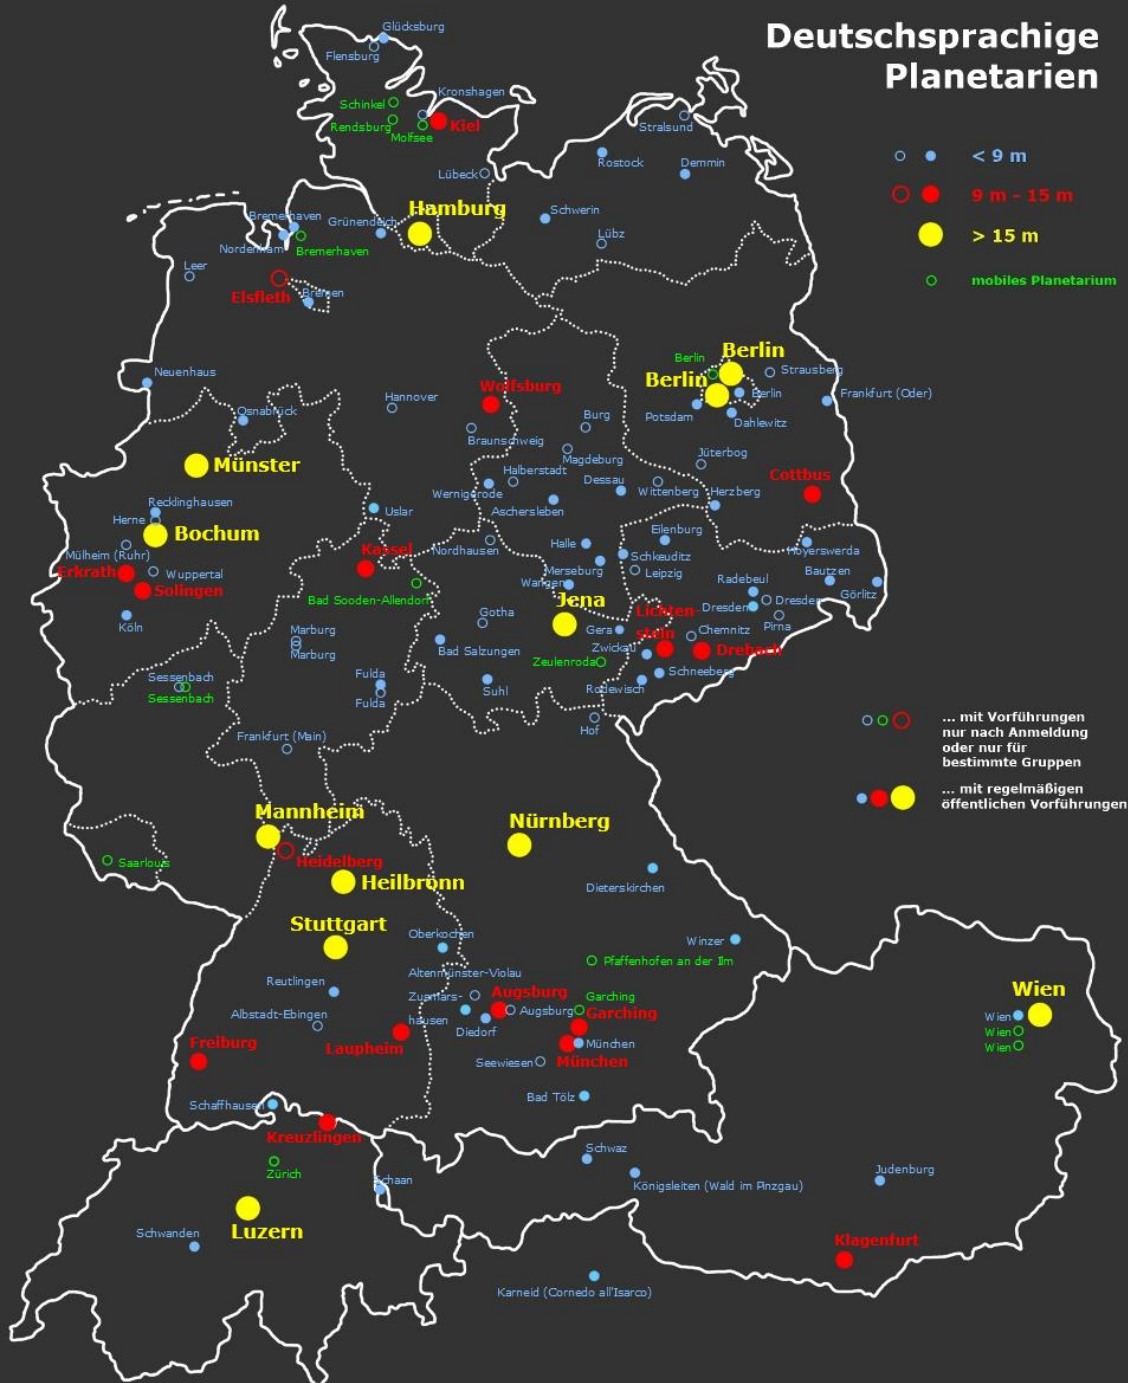 Deutschsprachige
Planetarien
< 9 m
9 m - 15 m
> 15 m
mobiles Planetarium
Glücksburg
Flensburg
Kronshagen
Schinkel
Rendsburg
Kiel
Molfsee
Stralsund
Rostock
Demmin
Lübeck
Hamburg
Schwerin
Bremerhaven
Grünendeich
Lübz
Nordenham
Bremerhaven
Leer
Elsfleth
Bremen
Berlin
Berlin
Neuenhaus
Berlin
Strausberg
Wolfsburg
Berlin
Frankfurt (Oder)
Hannover
Osnabrück
Potsdam
Dahlewitz
Burg
Braunschweig
Magdeburg
Jüterbog
Münster
Halberstadt
Cottbus
Dessau
Wernigerode
Wittenberg
Herzberg
Recklinghausen
Aschersleben
Uslar
Herne
Bochum
Eilenburg
Kassel
Nordhausen
Halle
Hoyerswerda
Mülheim (Ruhr)
Schkeuditz
Erkrath
Wuppertal
Merseburg
Leipzig
Bautzen
Solingen
Wangen
Radebeul
Görlitz
Bad Sooden-Allendorf
Jena
Dresden
Dresden
Lichten-
stein
Gotha
Pirna
Köln
Marburg
Gera
Chemnitz
Marburg
Bad Salzungen
Zwickau
Drebach
Zeulenroda
Schneeberg
Sessenbach
Fulda
Sessenbach
Suhl
Rodewisch
Fulda
Hof
Frankfurt (Main)
... mit Vorführungen
nur nach Anmeldung
oder nur für
bestimmte Gruppen
... mit regelmäßigen
öffentlichen Vorführungen
Mannheim
Nürnberg
Saarlouis
Heidelberg
Heilbronn
Dieterskirchen
Stuttgart
Oberkochen
Winzer
Pfaffenhofen an der Ilm
Altenmünster-Violau
Reutlingen
Augsburg
Zusmars-
hausen
Garching
Wien
Albstadt-Ebingen
Augsburg
Garching
Wien
Diedorf
Wien
Freiburg
Laupheim
München
Wien
Seewiesen
München
Bad Tölz
Schaffhausen
Kreuzlingen
Schwaz
Zürich
Schaan
Königsleiten (Wald im Pinzgau)
Judenburg
Schwanden
Luzern
Klagenfurt
Karneid (Cornedo all'Isarco)